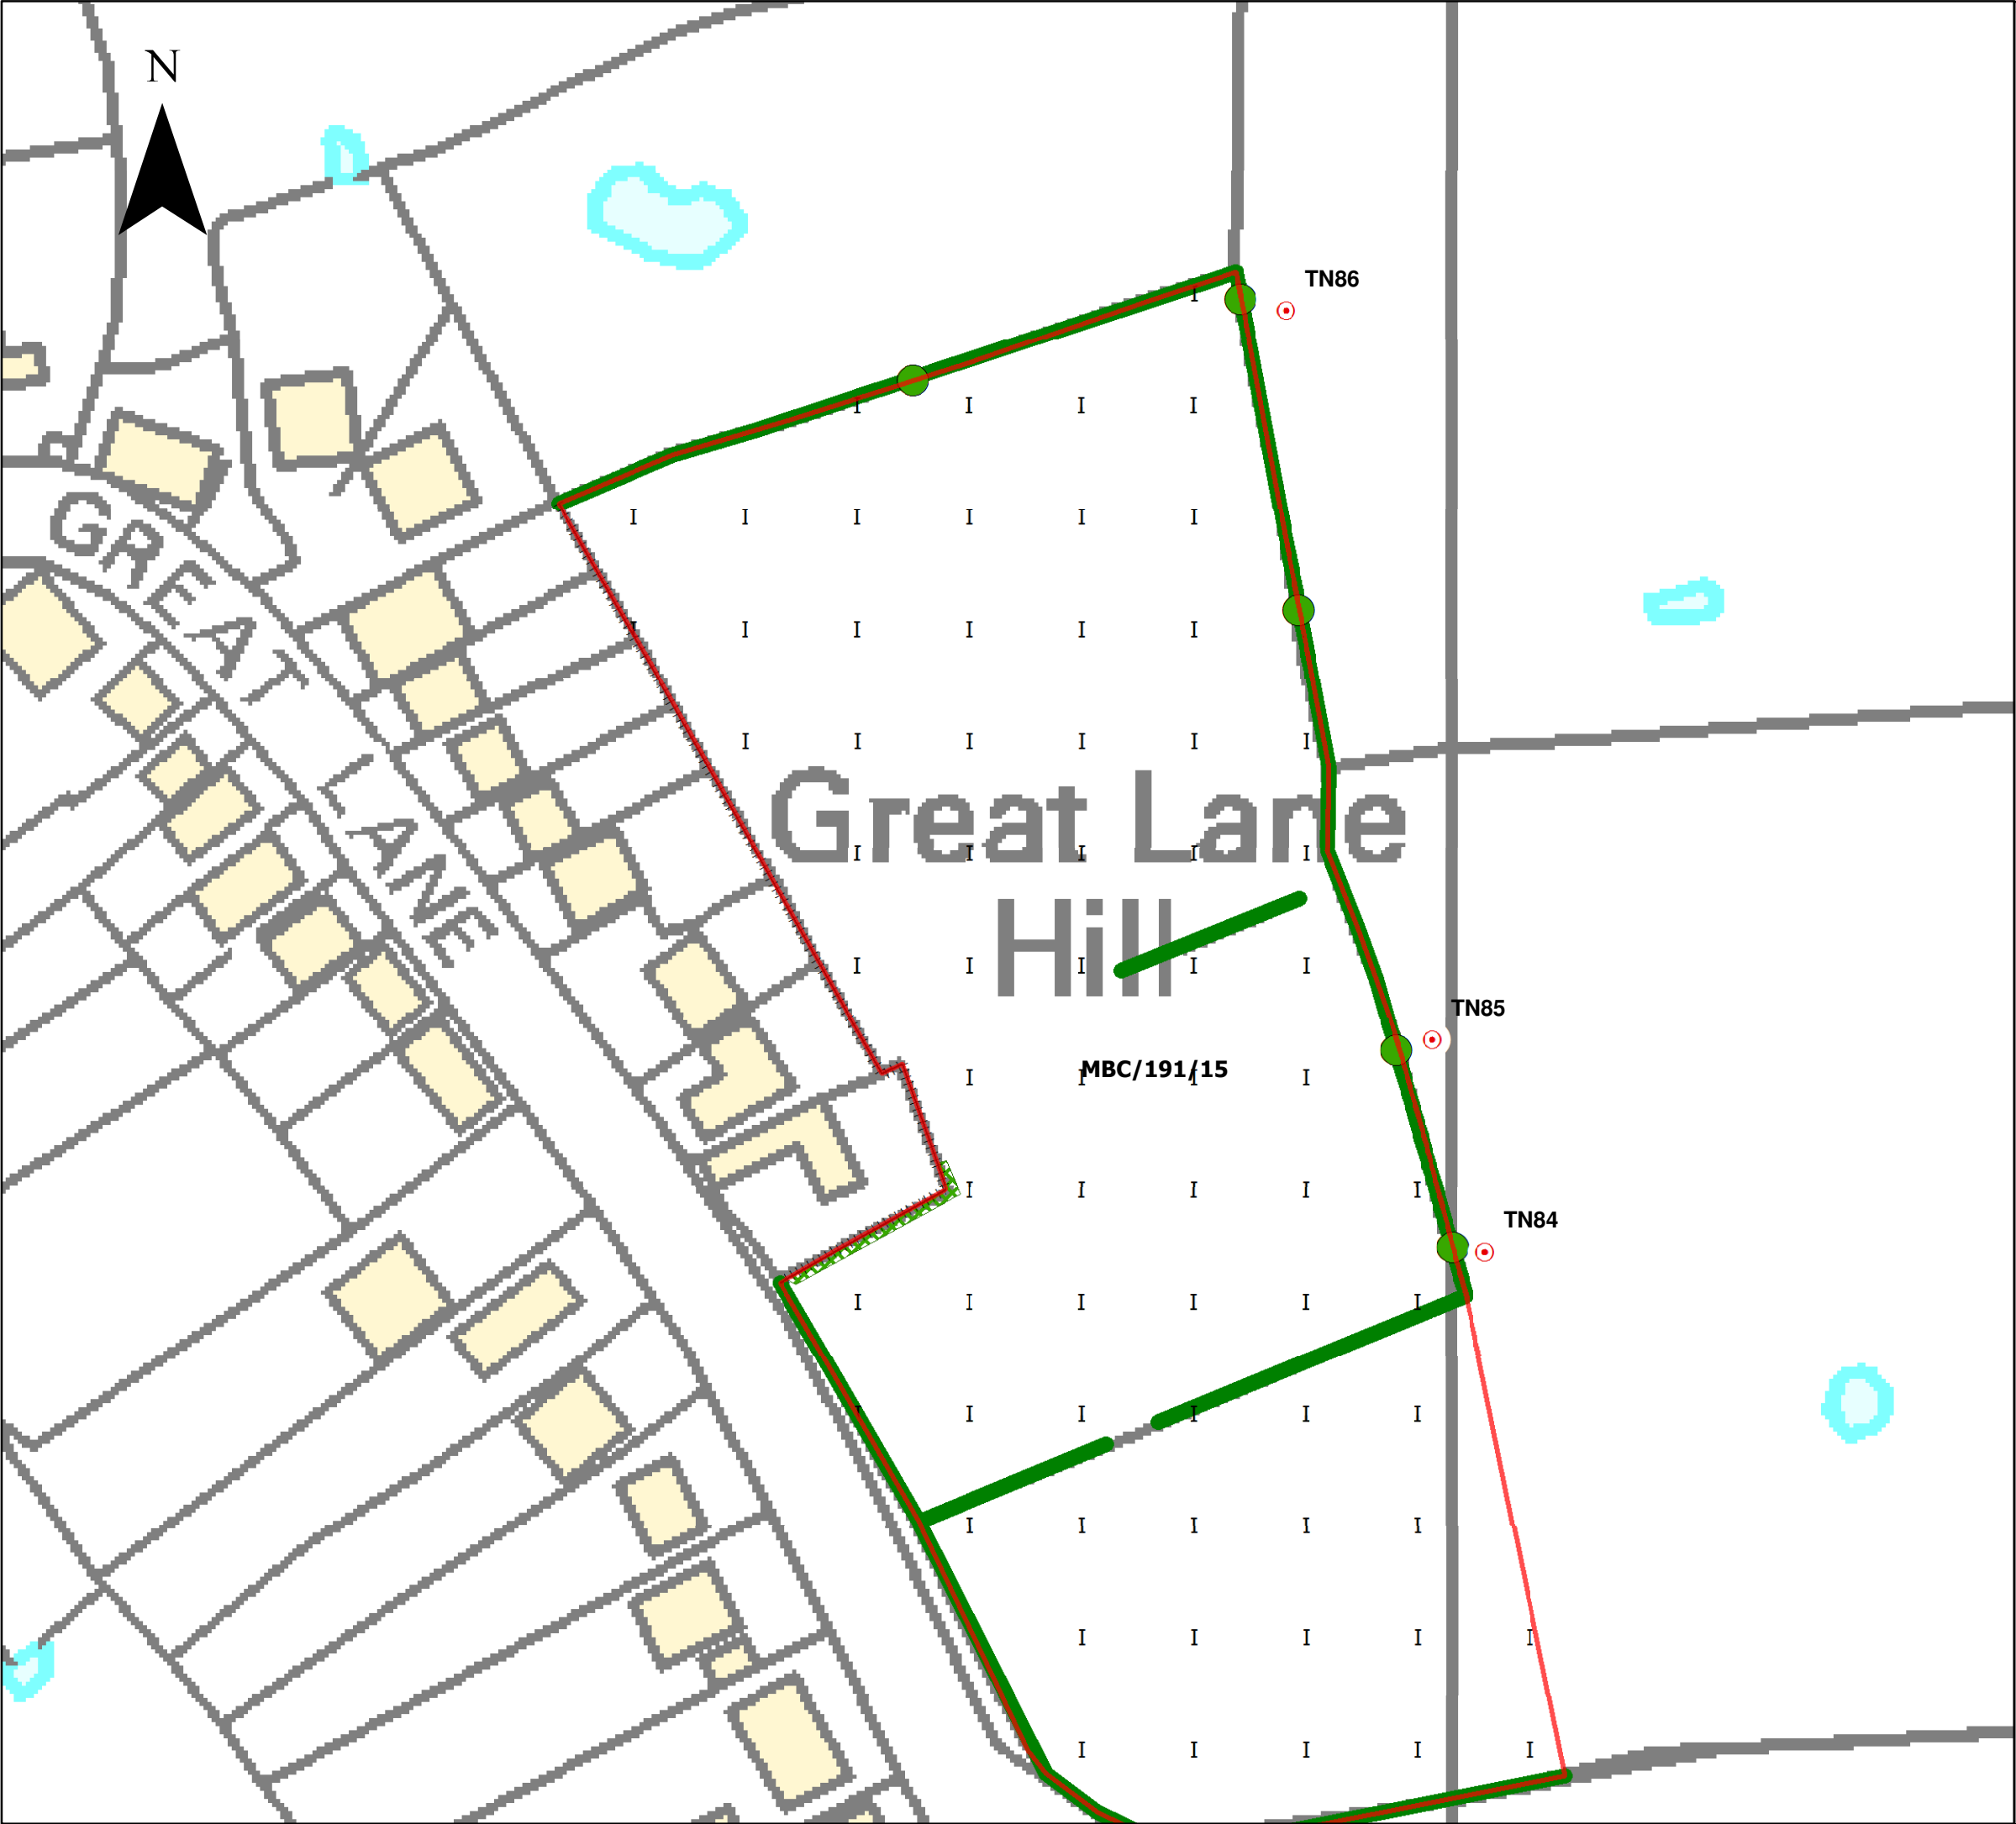 N
TN86
GREAT LANE
Great Lane
Hill
TN85
MBC/191/15
TN84